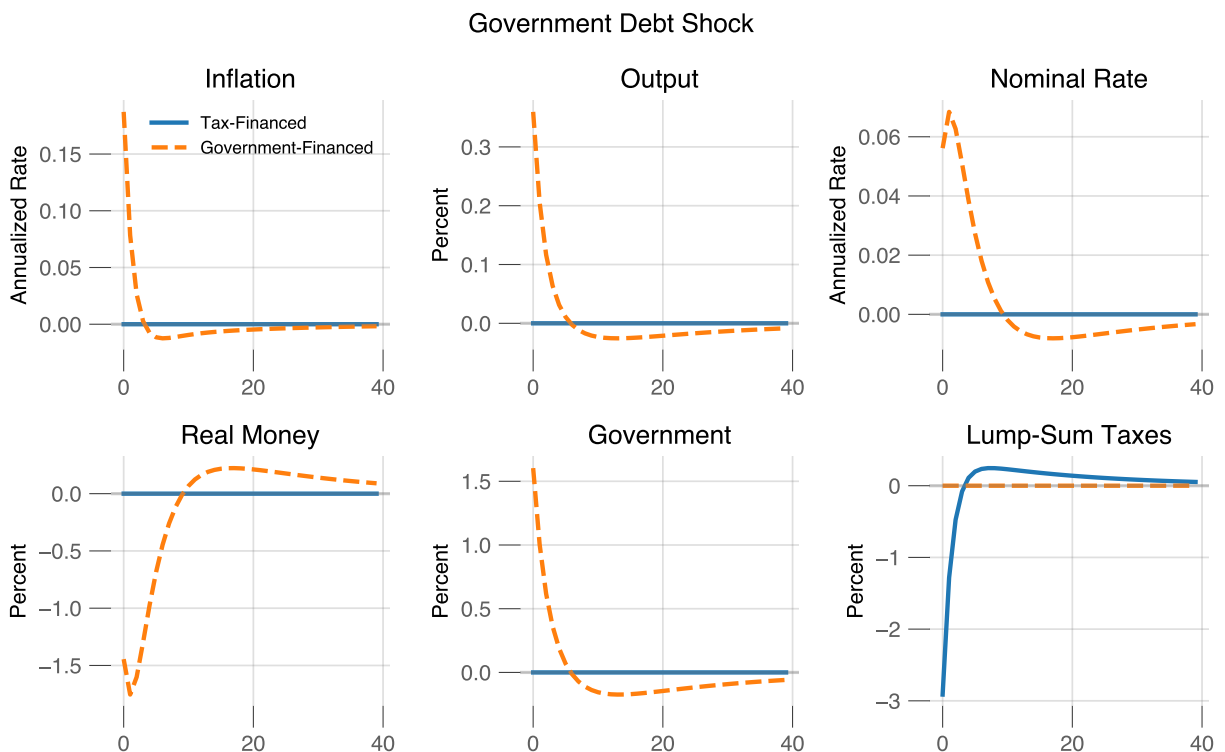 Government Debt Shock
Inflation
Annualized Rate
0.15
0.10
0.05
0.00
0
20
40
Tax-Financed
Government-Financed
Output
Percent
0.3
0.2
0.1
0.0
0
20
40
Nominal Rate
Annualized Rate
0.06
0.04
0.02
0.00
0
20
40
Real Money
Percent
0.0
−0.5
−1.0
−1.5
0
20
40
Government
Percent
1.5
1.0
0.5
0.0
0
20
40
Lump-Sum Taxes
Percent
0
−1
−2
−3
0
20
40